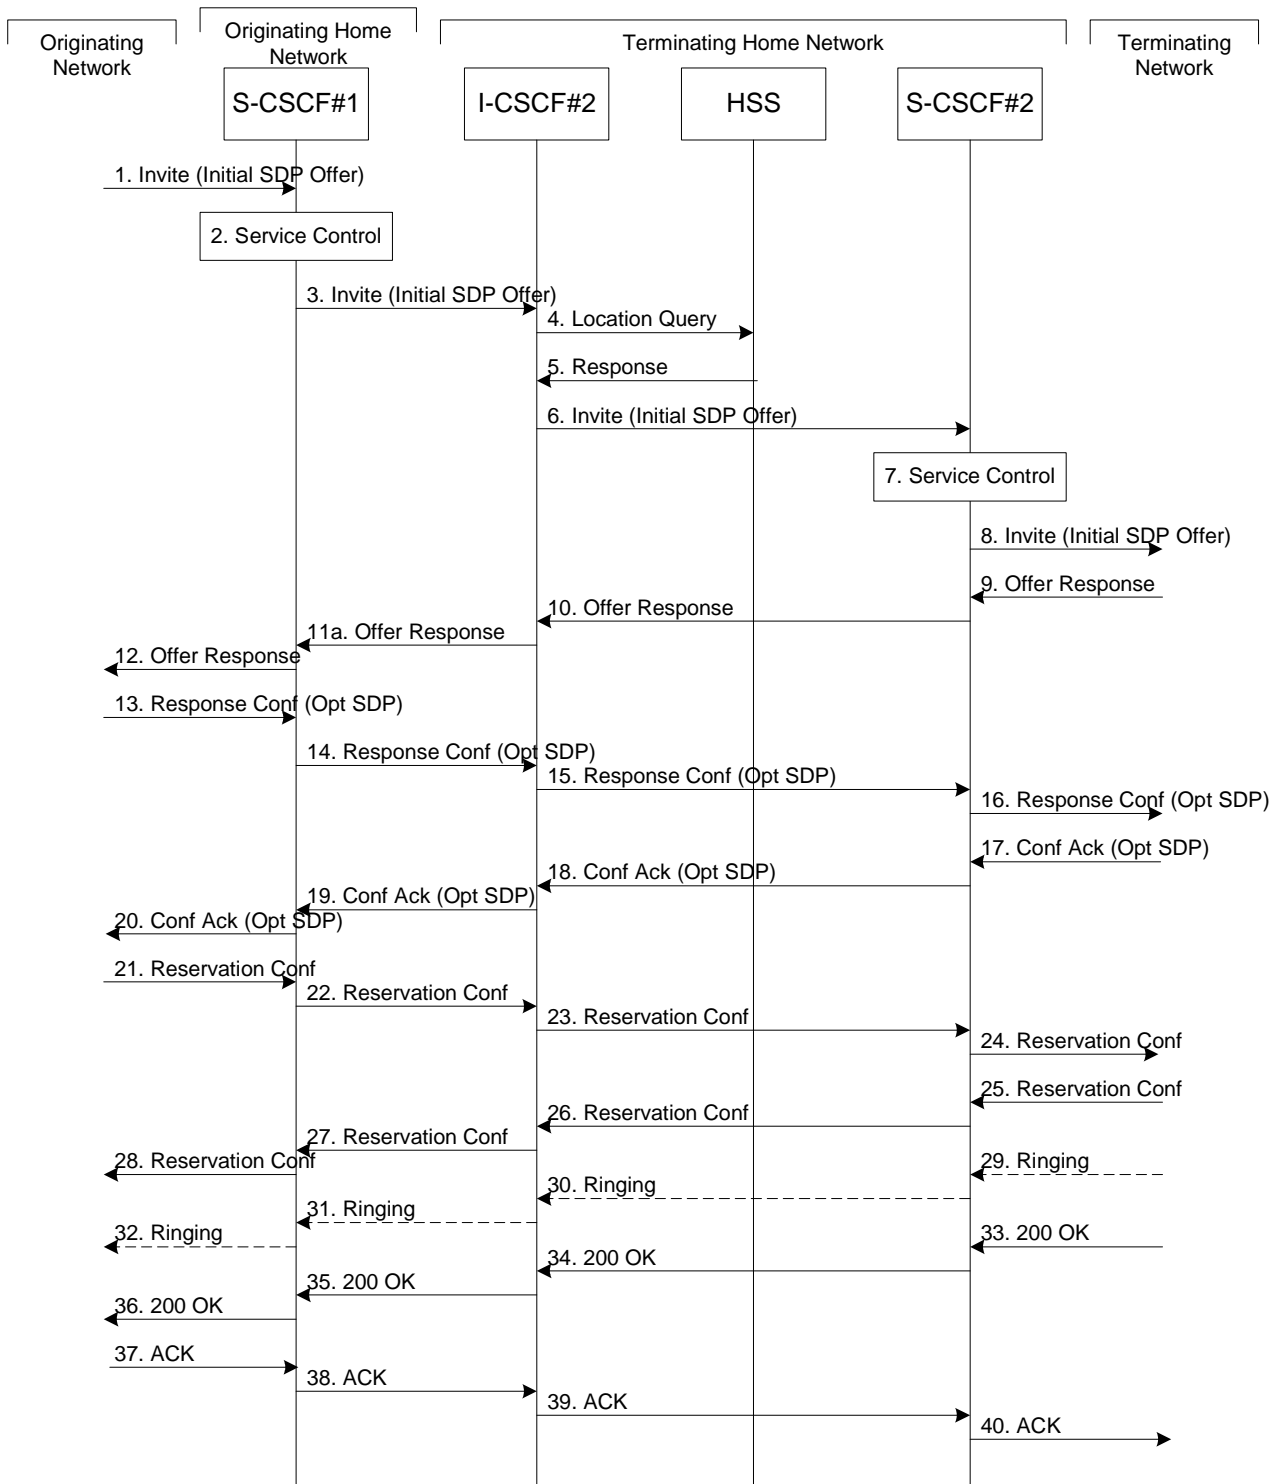 Originating
Network
Originating Home
Network
Terminating Home Network
Terminating
Network
S-CSCF#1
I-CSCF#2
HSS
S-CSCF#2
1. Invite (Initial SDP Offer)
2. Service Control
3. Invite (Initial SDP Offer)
4. Location Query
5. Response
6. Invite (Initial SDP Offer)
7. Service Control
8. Invite (Initial SDP Offer)
9. Offer Response
10. Offer Response
11a. Offer Response
12. Offer Response
13. Response Conf (Opt SDP)
14. Response Conf (Opt SDP)
15. Response Conf (Opt SDP)
16. Response Conf (Opt SDP)
17. Conf Ack (Opt SDP)
18. Conf Ack (Opt SDP)
19. Conf Ack (Opt SDP)
20. Conf Ack (Opt SDP)
21. Reservation Conf
22. Reservation Conf
23. Reservation Conf
24. Reservation Conf
25. Reservation Conf
26. Reservation Conf
27. Reservation Conf
28. Reservation Conf
29. Ringing
30. Ringing
31. Ringing
32. Ringing
33. 200 OK
34. 200 OK
35. 200 OK
36. 200 OK
37. ACK
38. ACK
39. ACK
40. ACK